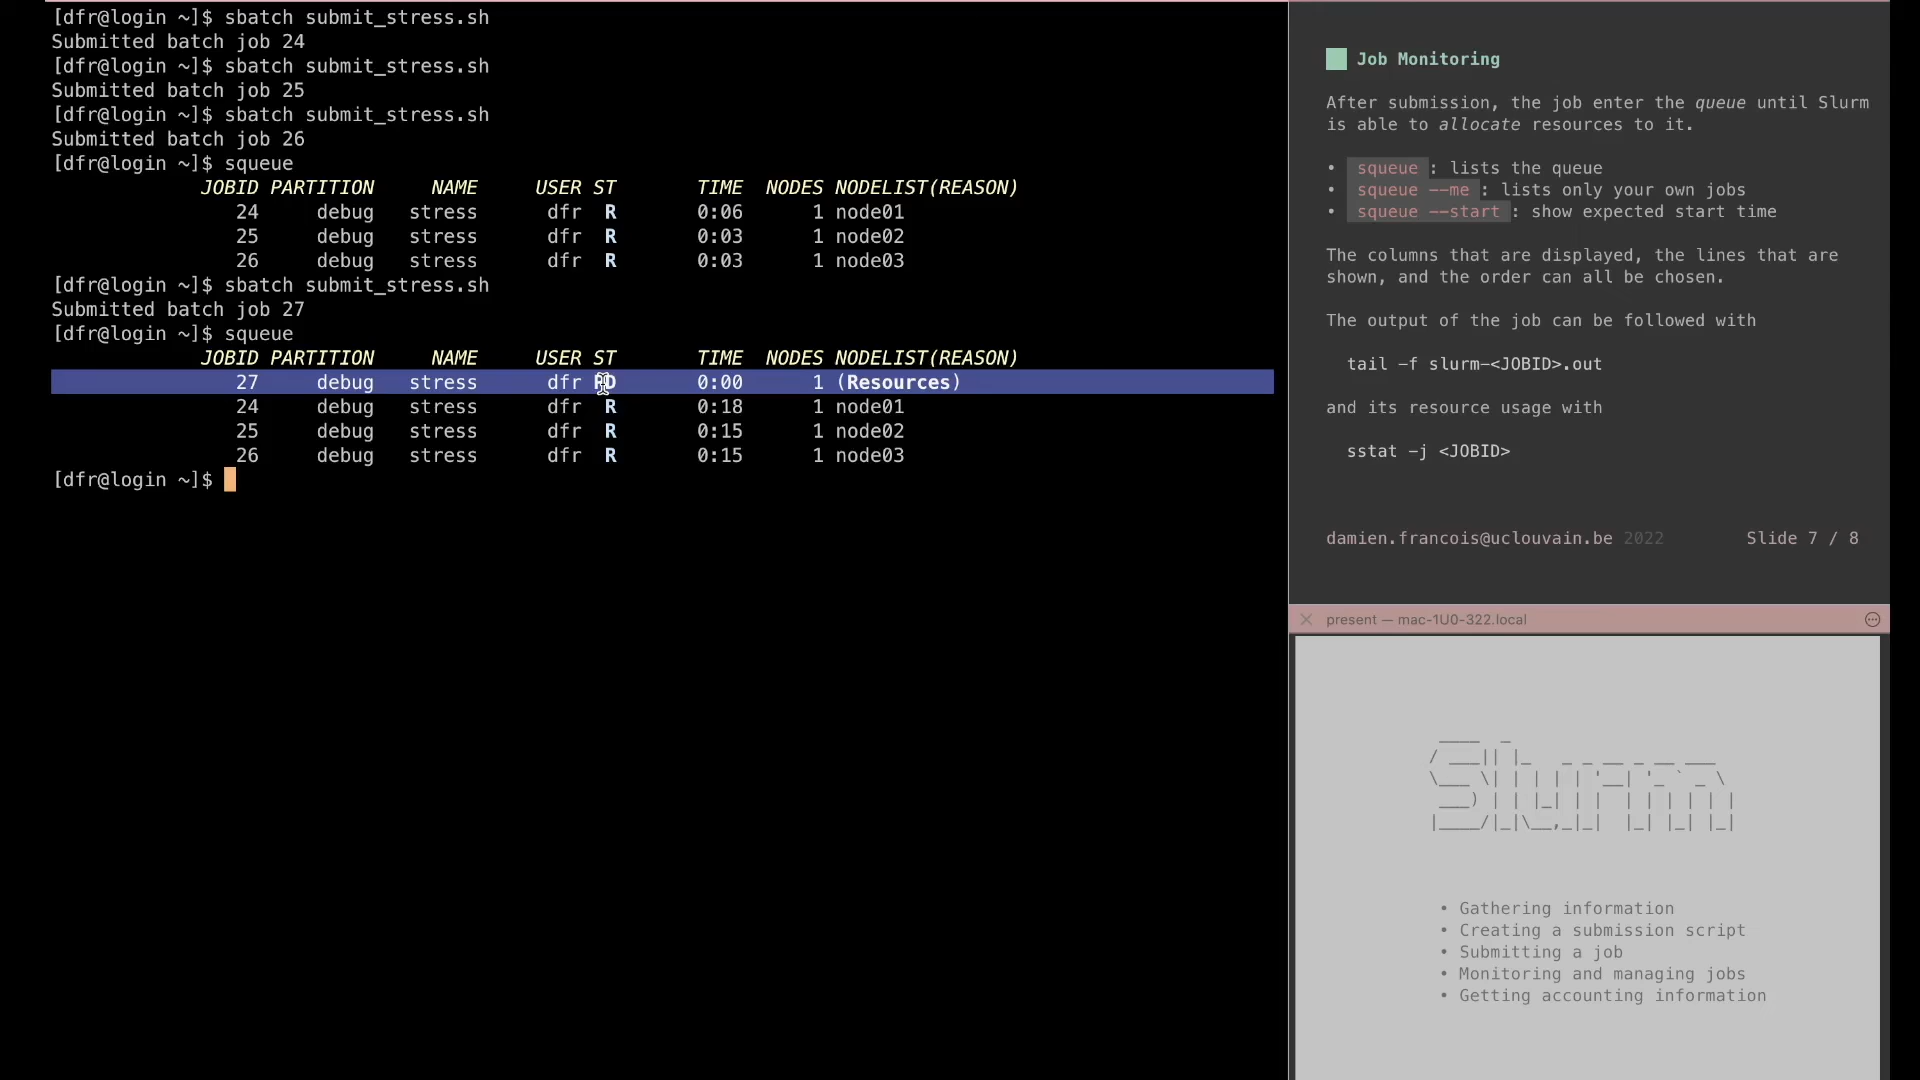 [dfr@login ~]$ sbatch submit_stress.sh
Submitted batch job 24
[dfr@login ~]$ sbatch submit_stress.sh
Submitted batch job 25
[dfr@login ~]$ sbatch submit_stress.sh
Submitted batch job 26
[dfr@login ~]$ squeue
JOBID PARTITION NAME USER ST TIME NODES NODELIST(REASON)
24 debug stress dfr R 0:06 1 node01
25 debug stress dfr R 0:03 1 node02
26 debug stress dfr R 0:03 1 node03
[dfr@login ~]$ sbatch submit_stress.sh
Submitted batch job 27
[dfr@login ~]$ squeue
JOBID PARTITION NAME USER ST TIME NODES NODELIST(REASON)
27 debug stress dfr PD 0:00 1 (Resources)
24 debug stress dfr R 0:18 1 node01
25 debug stress dfr R 0:15 1 node02
26 debug stress dfr R 0:15 1 node03
[dfr@login ~]$
Job Monitoring
After submission, the job enter the queue until Slurm
is able to allocate resources to it.
• squeue : lists the queue
• squeue --me : lists only your own jobs
• squeue --start : show expected start time
The columns that are displayed, the lines that are
shown, and the order can all be chosen.
The output of the job can be followed with
tail -f slurm-<JOBID>.out
and its resource usage with
sstat -j <JOBID>
damien.francois@uclouvain.be 2022 Slide 7 / 8
present — mac-1U0-322.local
Slurm
• Gathering information
• Creating a submission script
• Submitting a job
• Monitoring and managing jobs
• Getting accounting information